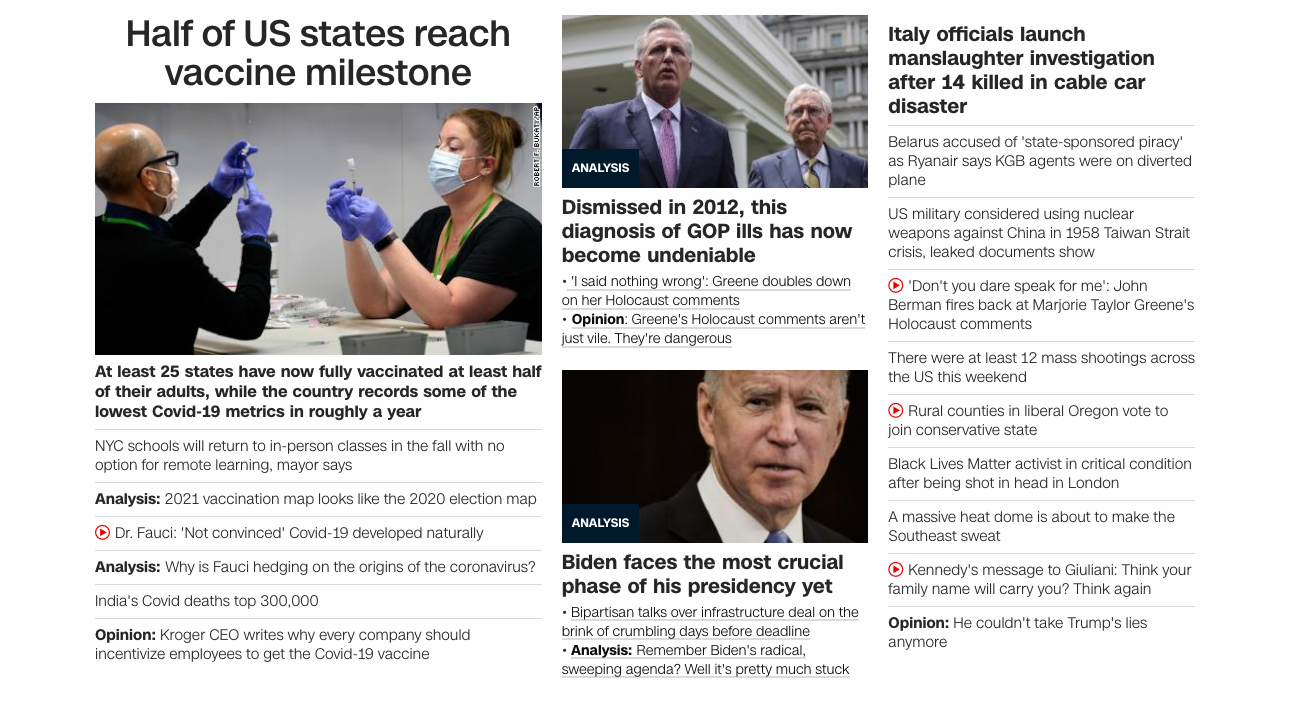 Half of US states reach
vaccine milestone
ROBERT F. BUKATY/AP
At least 25 states have now fully vaccinated at least half
of their adults, while the country records some of the
lowest Covid-19 metrics in roughly a year
NYC schools will return to in-person classes in the fall with no
option for remote learning, mayor says
Analysis: 2021 vaccination map looks like the 2020 election map
Dr. Fauci: 'Not convinced' Covid-19 developed naturally
Analysis: Why is Fauci hedging on the origins of the coronavirus?
India's Covid deaths top 300,000
Opinion: Kroger CEO writes why every company should
incentivize employees to get the Covid-19 vaccine
ANALYSIS
Dismissed in 2012, this
diagnosis of GOP ills has now
become undeniable
• 'I said nothing wrong': Greene doubles down
on her Holocaust comments
• Opinion: Greene's Holocaust comments aren't
just vile. They're dangerous
ANALYSIS
Biden faces the most crucial
phase of his presidency yet
• Bipartisan talks over infrastructure deal on the
brink of crumbling days before deadline
• Analysis: Remember Biden's radical,
sweeping agenda? Well it's pretty much stuck
Italy officials launch
manslaughter investigation
after 14 killed in cable car
disaster
Belarus accused of 'state-sponsored piracy'
as Ryanair says KGB agents were on diverted
plane
US military considered using nuclear
weapons against China in 1958 Taiwan Strait
crisis, leaked documents show
'Don't you dare speak for me': John
Berman fires back at Marjorie Taylor Greene's
Holocaust comments
There were at least 12 mass shootings across
the US this weekend
Rural counties in liberal Oregon vote to
join conservative state
Black Lives Matter activist in critical condition
after being shot in head in London
A massive heat dome is about to make the
Southeast sweat
Kennedy's message to Giuliani: Think your
family name will carry you? Think again
Opinion: He couldn't take Trump's lies
anymore